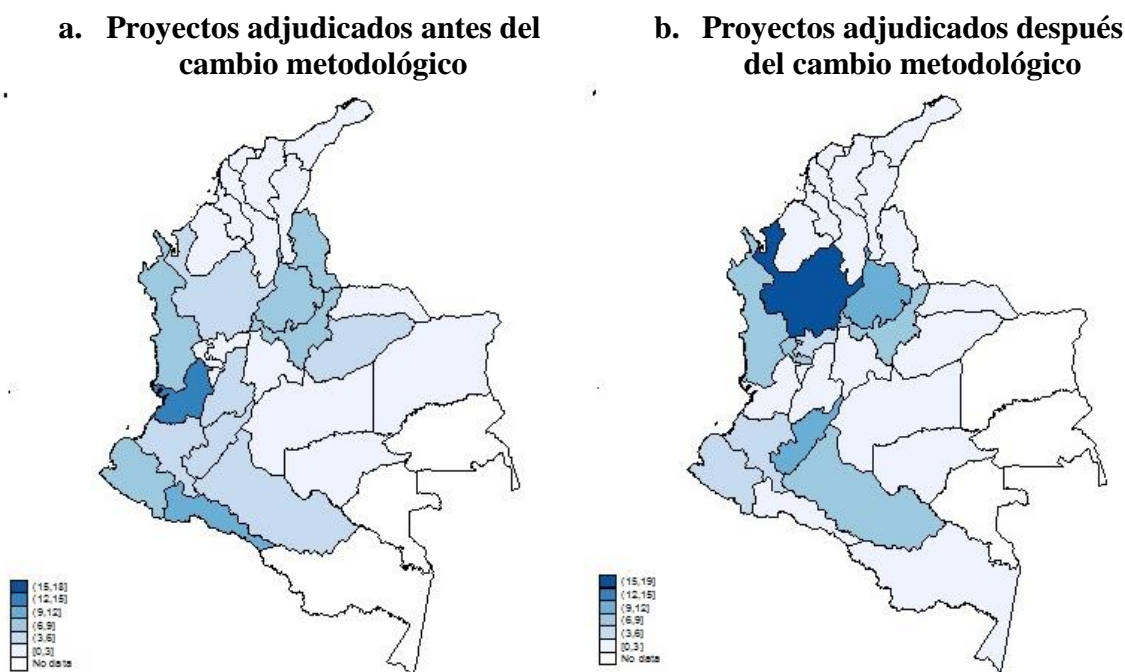 a. Proyectos adjudicados antes del
cambio metodológico
b. Proyectos adjudicados después
del cambio metodológico
(15,18]
(12,15]
(9,12]
(6,9]
(3,6]
[0,3]
No data
(15,19]
(12,15]
(9,12]
(6,9]
(3,6]
[0,3]
No data